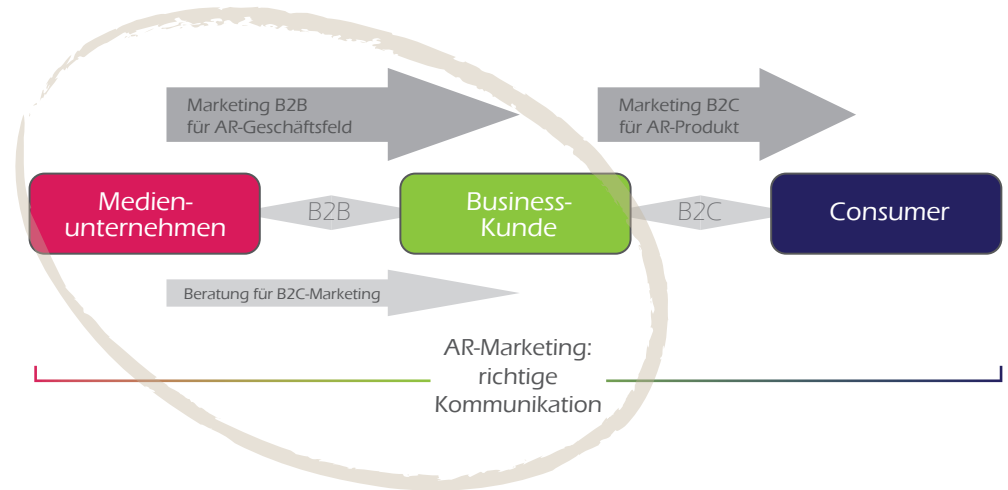 Marketing B2B
für AR-Geschäftsfeld
Marketing B2C
für AR-Produkt
Medien-
unternehmen
B2B
Business-
Kunde
B2C
Consumer
Beratung für B2C-Marketing
AR-Marketing:
richtige
Kommunikation